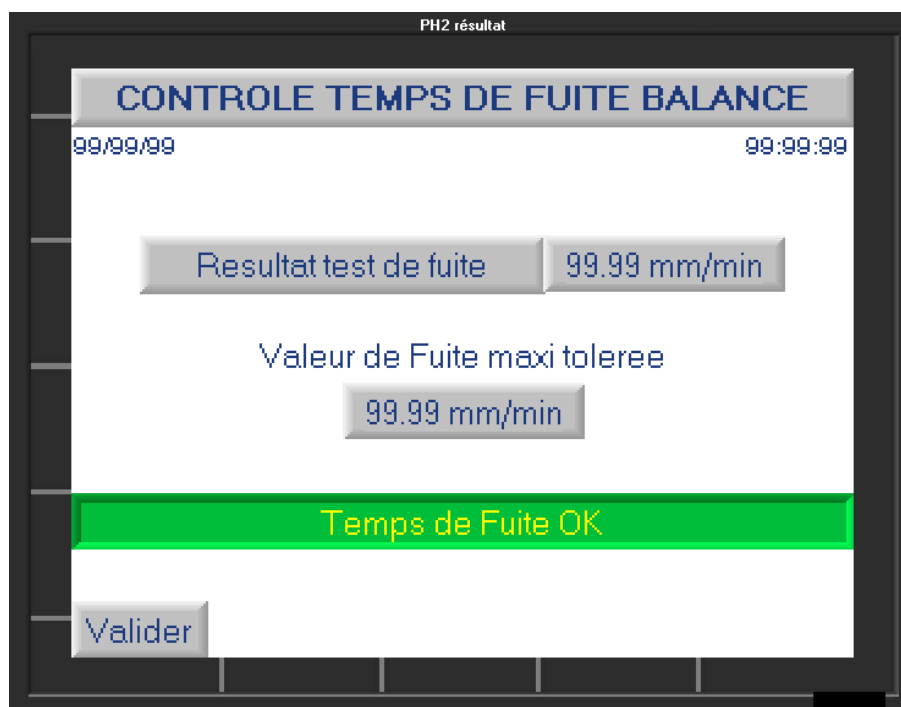 PH2 résultat
CONTROLE TEMPS DE FUITE BALANCE
99/99/99 99:99:99
Resultat test de fuite 99.99 mm/min
Valeur de Fuite maxi toleree
99.99 mm/min
Temps de Fuite OK
Valider